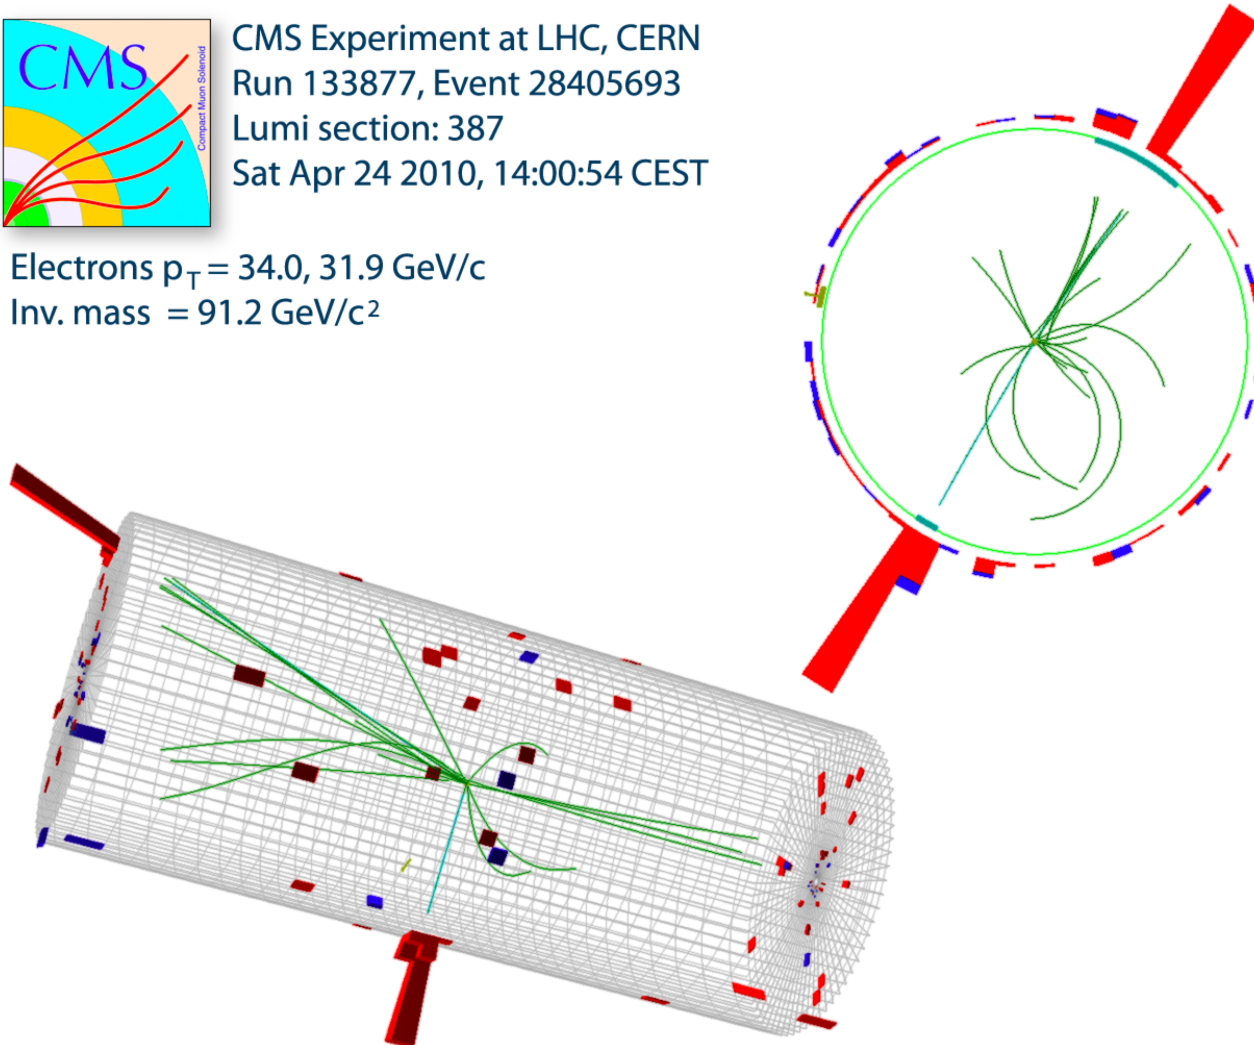 CMS
Compact Muon Solenoid
CMS Experiment at LHC, CERN
Run 133877, Event 28405693
Lumi section: 387
Sat Apr 24 2010, 14:00:54 CEST
Electrons pT = 34.0, 31.9 GeV/c
Inv. mass = 91.2 GeV/c²